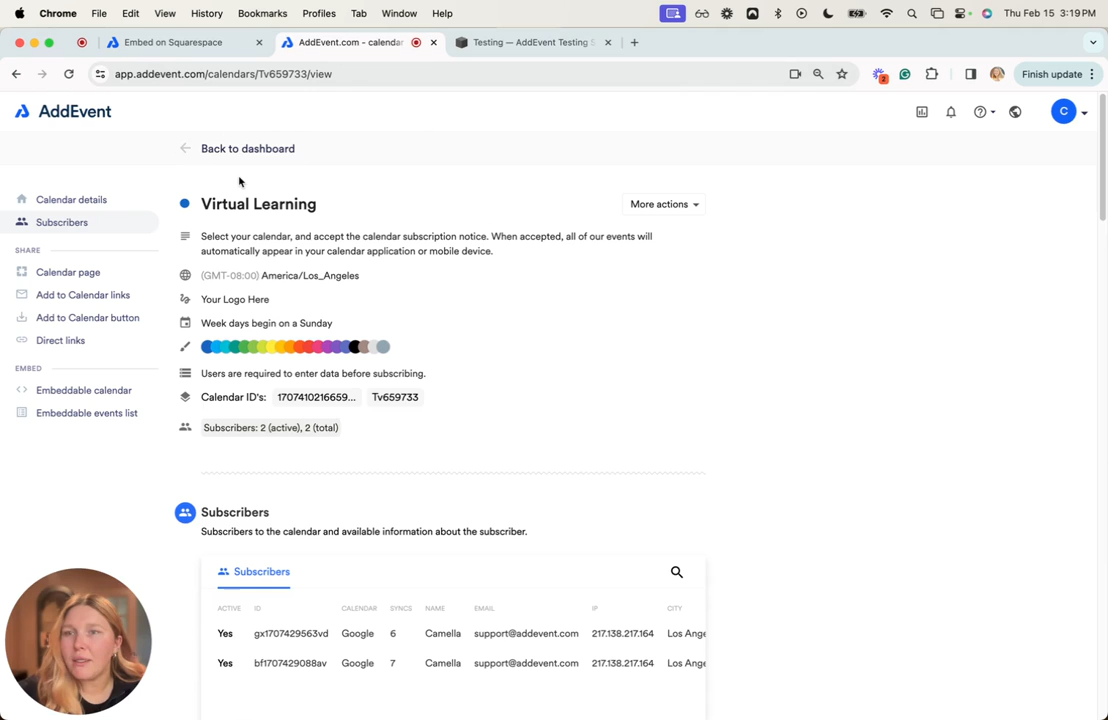 Chrome File Edit View History Bookmarks Profiles Tab Window Help Thu Feb 15 3:19 PM
Embed on Squarespace AddEvent.com - calendar Testing — AddEvent Testing S
app.addevent.com/calendars/Tv659733/view 2 Finish update
AddEvent C
Back to dashboard
Calendar details
Subscribers
SHARE
Calendar page
Add to Calendar links
Add to Calendar button
Direct links
EMBED
Embeddable calendar
Embeddable events list
Virtual Learning More actions
Select your calendar, and accept the calendar subscription notice. When accepted, all of our events will
automatically appear in your calendar application or mobile device.
(GMT-08:00) America/Los_Angeles
Your Logo Here
Week days begin on a Sunday
Users are required to enter data before subscribing.
Calendar ID's: 1707410216659... Tv659733
Subscribers: 2 (active), 2 (total)
Subscribers
Subscribers to the calendar and available information about the subscriber.
Subscribers
ACTIVE ID CALENDAR SYNCS NAME EMAIL IP CITY
Yes gx1707429563vd Google 6 Camella support@addevent.com 217.138.217.164 Los Ange
Yes bf1707429088av Google 7 Camella support@addevent.com 217.138.217.164 Los Ange